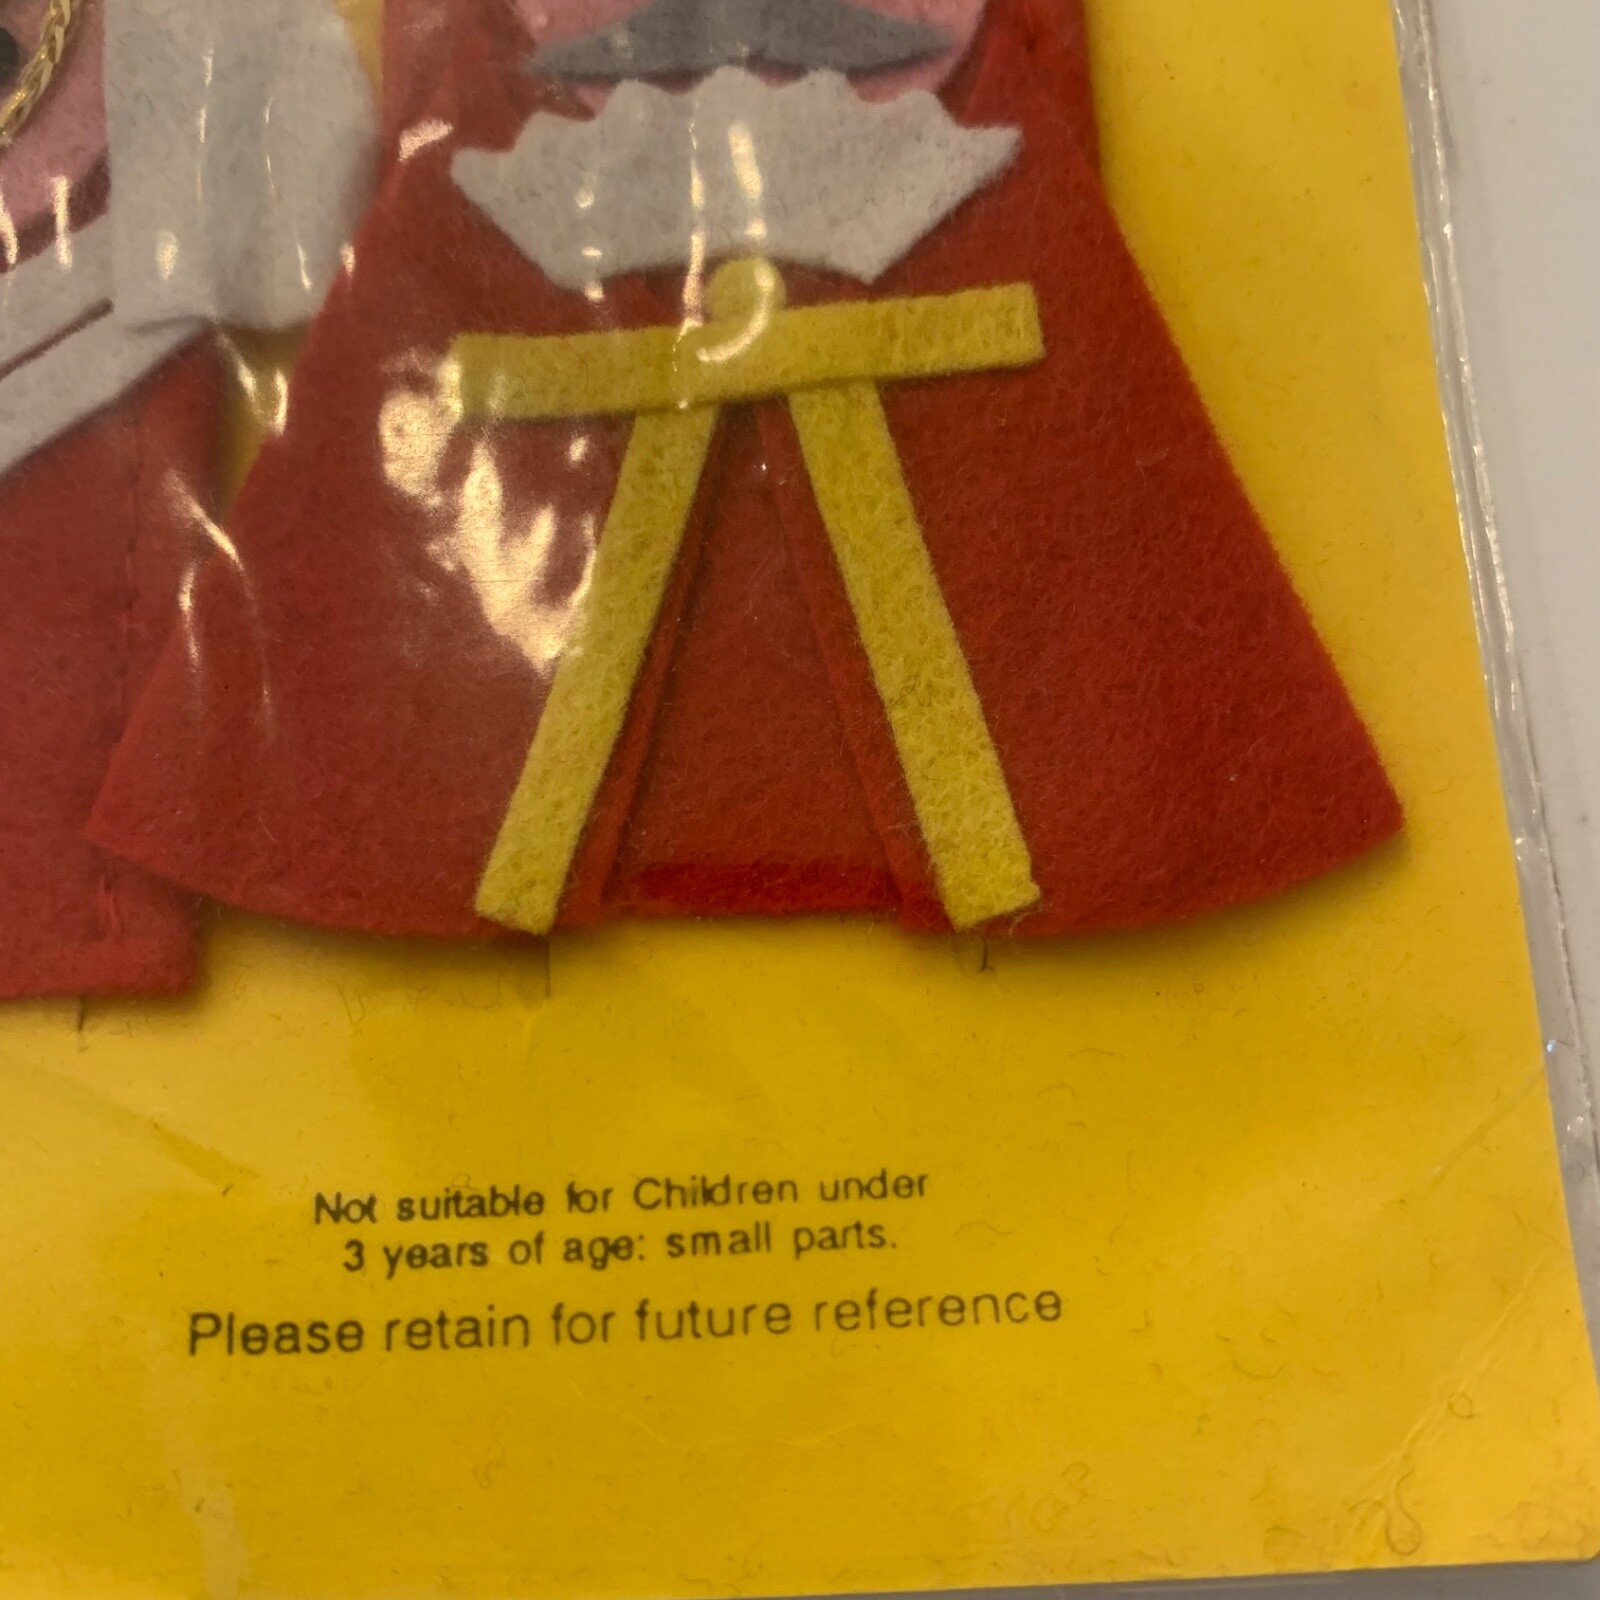 Not suitable for Children under
3 years of age: small parts.
Please retain for future reference